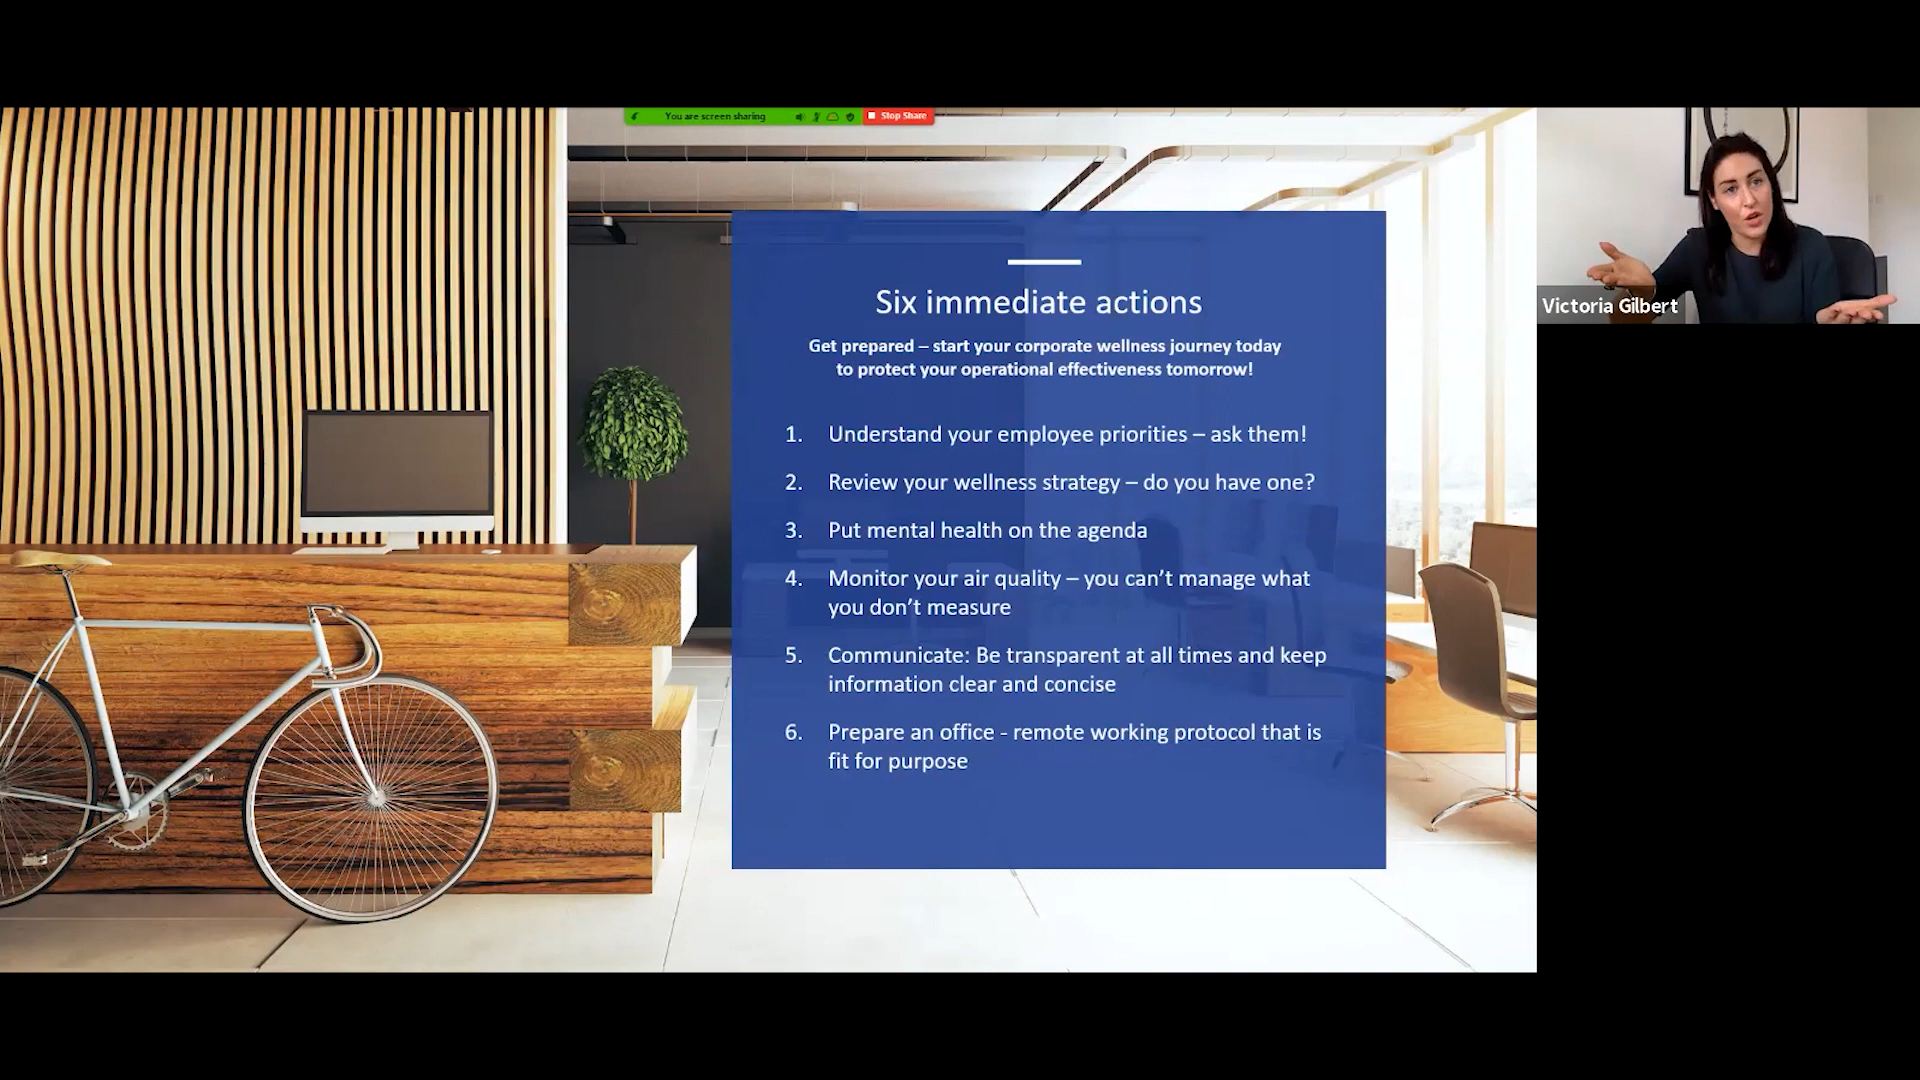 You are screen sharing
Stop Share
Six immediate actions
Get prepared – start your corporate wellness journey today
to protect your operational effectiveness tomorrow!
1. Understand your employee priorities – ask them!
2. Review your wellness strategy – do you have one?
3. Put mental health on the agenda
4. Monitor your air quality – you can’t manage what
you don’t measure
5. Communicate: Be transparent at all times and keep
information clear and concise
6. Prepare an office - remote working protocol that is
fit for purpose
Victoria Gilbert